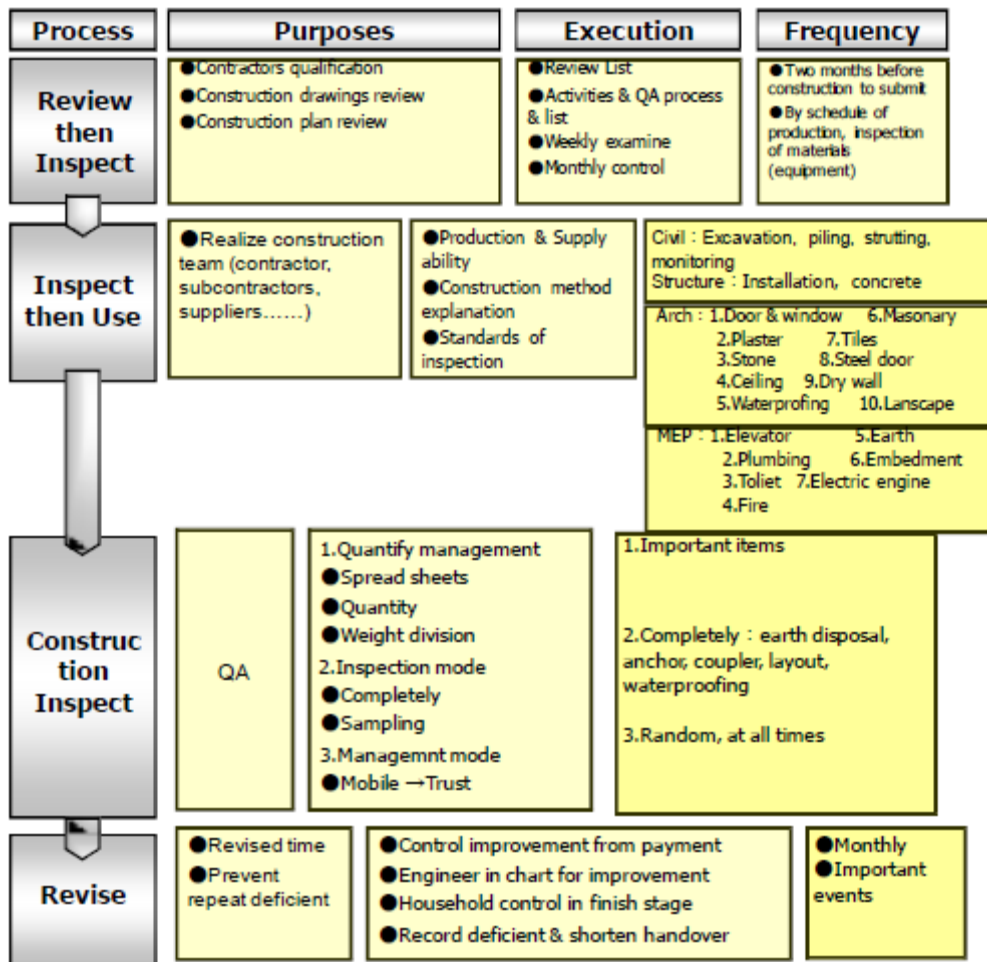 Process
Purposes
Execution
Frequency
Review
then
Inspect
●Contractors qualification
●Construction drawings review
●Construction plan review
●Review List
●Activities & QA process
& list
●Weekly examine
●Monthly control
●Two months before
construction to submit
●By schedule of
production, inspection
of materials
(equipment)
Inspect
then Use
●Realize construction
team (contractor,
subcontractors,
suppliers……)
●Production & Supply
ability
●Construction method
explanation
●Standards of
inspection
Civil：Excavation, piling, strutting,
monitoring
Structure：Installation, concrete
Arch：1.Door & window 6.Masonary
2.Plaster 7.Tiles
3.Stone 8.Steel door
4.Ceiling 9.Dry wall
5.Waterprofing 10.Lanscape
MEP：1.Elevator 5.Earth
2.Plumbing 6.Embedment
3.Toliet 7.Electric engine
4.Fire
Construc
tion
Inspect
QA
1.Quantify management
●Spread sheets
●Quantity
●Weight division
2.Inspection mode
●Completely
●Sampling
3.Managemnt mode
●Mobile →Trust
1.Important items
2.Completely：earth disposal,
anchor, coupler, layout,
waterproofing
3.Random, at all times
Revise
●Revised time
●Prevent
repeat deficient
●Control improvement from payment
●Engineer in chart for improvement
●Household control in finish stage
●Record deficient & shorten handover
●Monthly
●Important
events